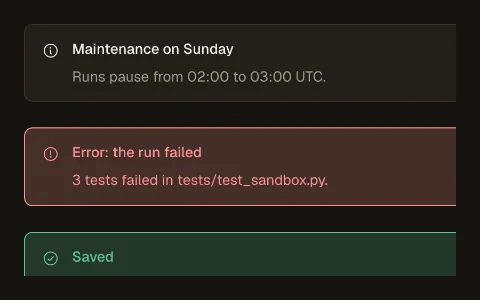 Maintenance on Sunday
Runs pause from 02:00 to 03:00 UTC.
Error: the run failed
3 tests failed in tests/test_sandbox.py.
Saved